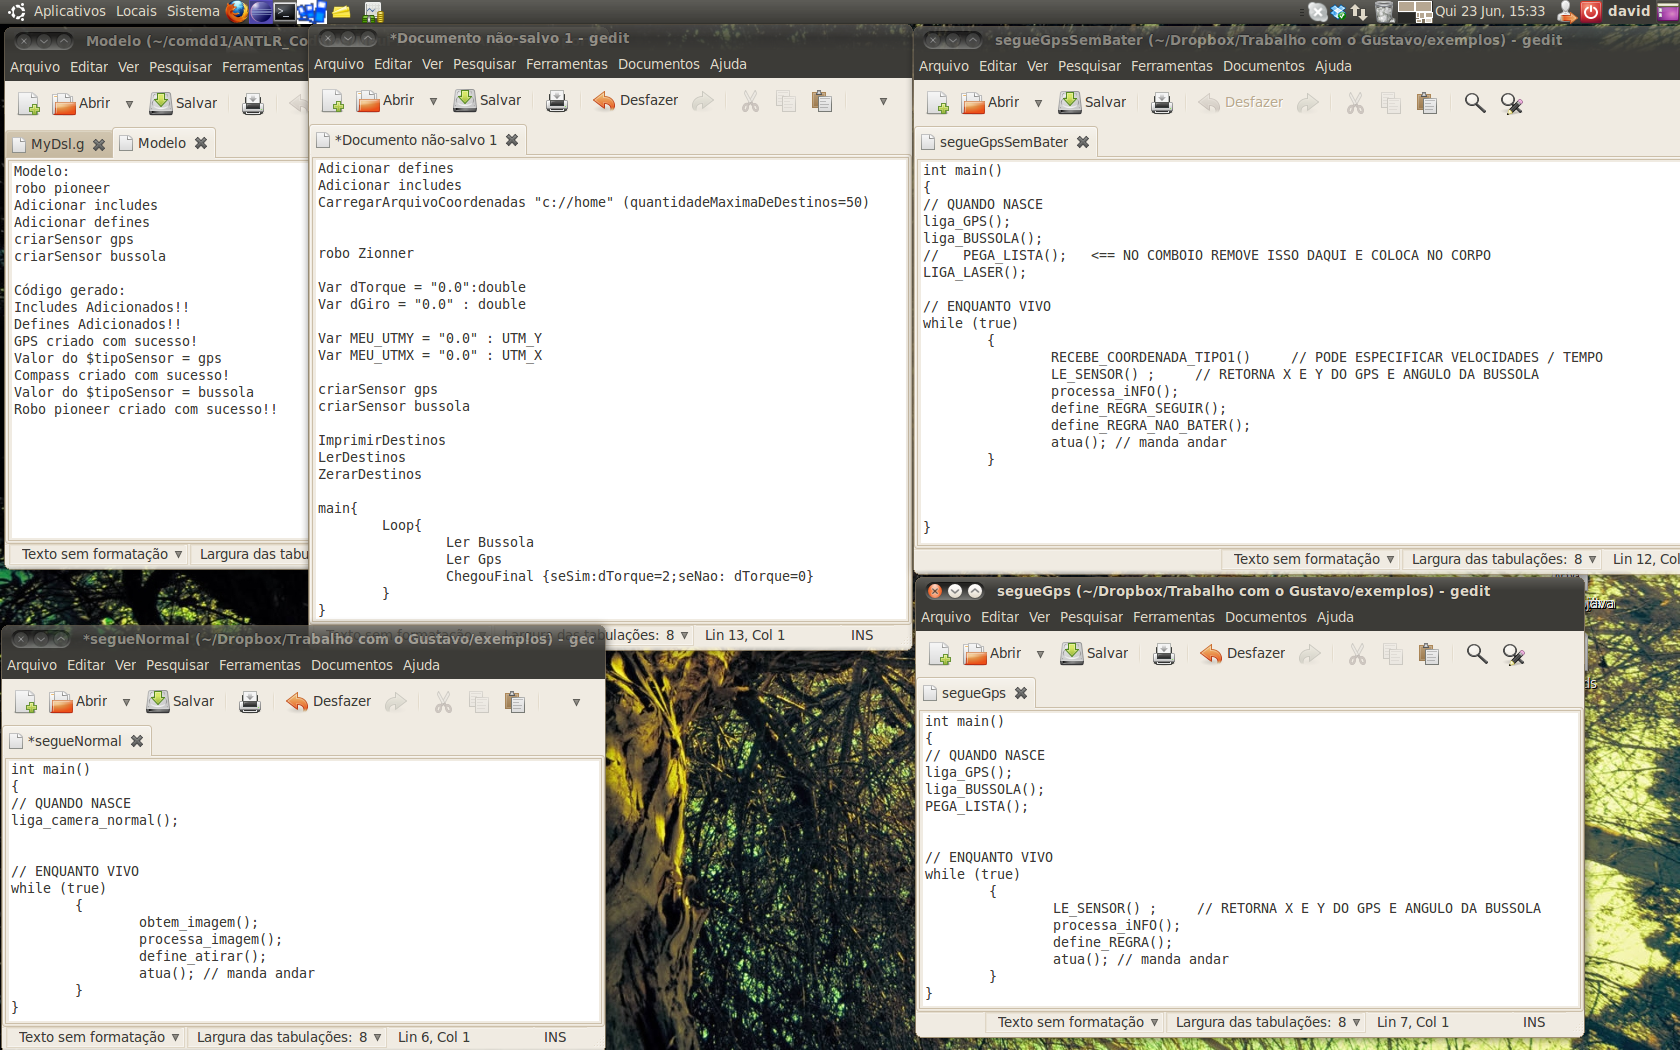 Aplicativos Locais Sistema
Qui 23 Jun, 15:33 david
Modelo (~/comdd1/ANTLR_Co
Arquivo Editar Ver Pesquisar Ferramentas
Abrir Salvar
MyDsl.g Modelo
Modelo:
robo pioneer
Adicionar includes
Adicionar defines
criarSensor gps
criarSensor bussola
Código gerado:
Includes Adicionados!!
Defines Adicionados!!
GPS criado com sucesso!
Valor do $tipoSensor = gps
Compass criado com sucesso!
Valor do $tipoSensor = bussola
Robo pioneer criado com sucesso!!
Texto sem formatação Largura das tabu
*Documento não-salvo 1 - gedit
Arquivo Editar Ver Pesquisar Ferramentas Documentos Ajuda
Abrir Salvar Desfazer
*Documento não-salvo 1
Adicionar defines
Adicionar includes
CarregarArquivoCoordenadas "c://home" (quantidadeMaximaDeDestinos=50)
robo Zionner
Var dTorque = "0.0":double
Var dGiro = "0.0" : double
Var MEU_UTMY = "0.0" : UTM_Y
Var MEU_UTMX = "0.0" : UTM_X
criarSensor gps
criarSensor bussola
ImprimirDestinos
LerDestinos
ZerarDestinos
main{
Loop{
Ler Bussola
Ler Gps
ChegouFinal {seSim:dTorque=2;seNao: dTorque=0}
}
}
Texto sem formatação Largura das tabulações: 8 Lin 13, Col 1 INS
segueGpsSemBater (~/Dropbox/Trabalho com o Gustavo/exemplos) - gedit
Arquivo Editar Ver Pesquisar Ferramentas Documentos Ajuda
Abrir Salvar Desfazer
segueGpsSemBater
int main()
{
// QUANDO NASCE
liga_GPS();
liga_BUSSOLA();
//   PEGA_LISTA();   <== NO COMBOIO REMOVE ISSO DAQUI E COLOCA NO CORPO
LIGA_LASER();
// ENQUANTO VIVO
while (true)
{
RECEBE_COORDENADA_TIPO1()     // PODE ESPECIFICAR VELOCIDADES / TEMPO
LE_SENSOR() ;     // RETORNA X E Y DO GPS E ANGULO DA BUSSOLA
processa_iNFO();
define_REGRA_SEGUIR();
define_REGRA_NAO_BATER();
atua(); // manda andar
}
}
Texto sem formatação Largura das tabulações: 8 Lin 12, Col
*segueNormal (~/Dropbox/Trabalho com o Gustavo/exemplos) - gec
Arquivo Editar Ver Pesquisar Ferramentas Documentos Ajuda
Abrir Salvar Desfazer
*segueNormal
int main()
{
// QUANDO NASCE
liga_camera_normal();
// ENQUANTO VIVO
while (true)
{
obtem_imagem();
processa_imagem();
define_atirar();
atua(); // manda andar
}
}
Texto sem formatação Largura das tabulações: 8 Lin 6, Col 1 INS
segueGps (~/Dropbox/Trabalho com o Gustavo/exemplos) - gedit
Arquivo Editar Ver Pesquisar Ferramentas Documentos Ajuda
Abrir Salvar Desfazer
segueGps
int main()
{
// QUANDO NASCE
liga_GPS();
liga_BUSSOLA();
PEGA_LISTA();
// ENQUANTO VIVO
while (true)
{
LE_SENSOR() ;     // RETORNA X E Y DO GPS E ANGULO DA BUSSOLA
processa_iNFO();
define_REGRA();
atua(); // manda andar
}
}
Texto sem formatação Largura das tabulações: 8 Lin 7, Col 1 INS